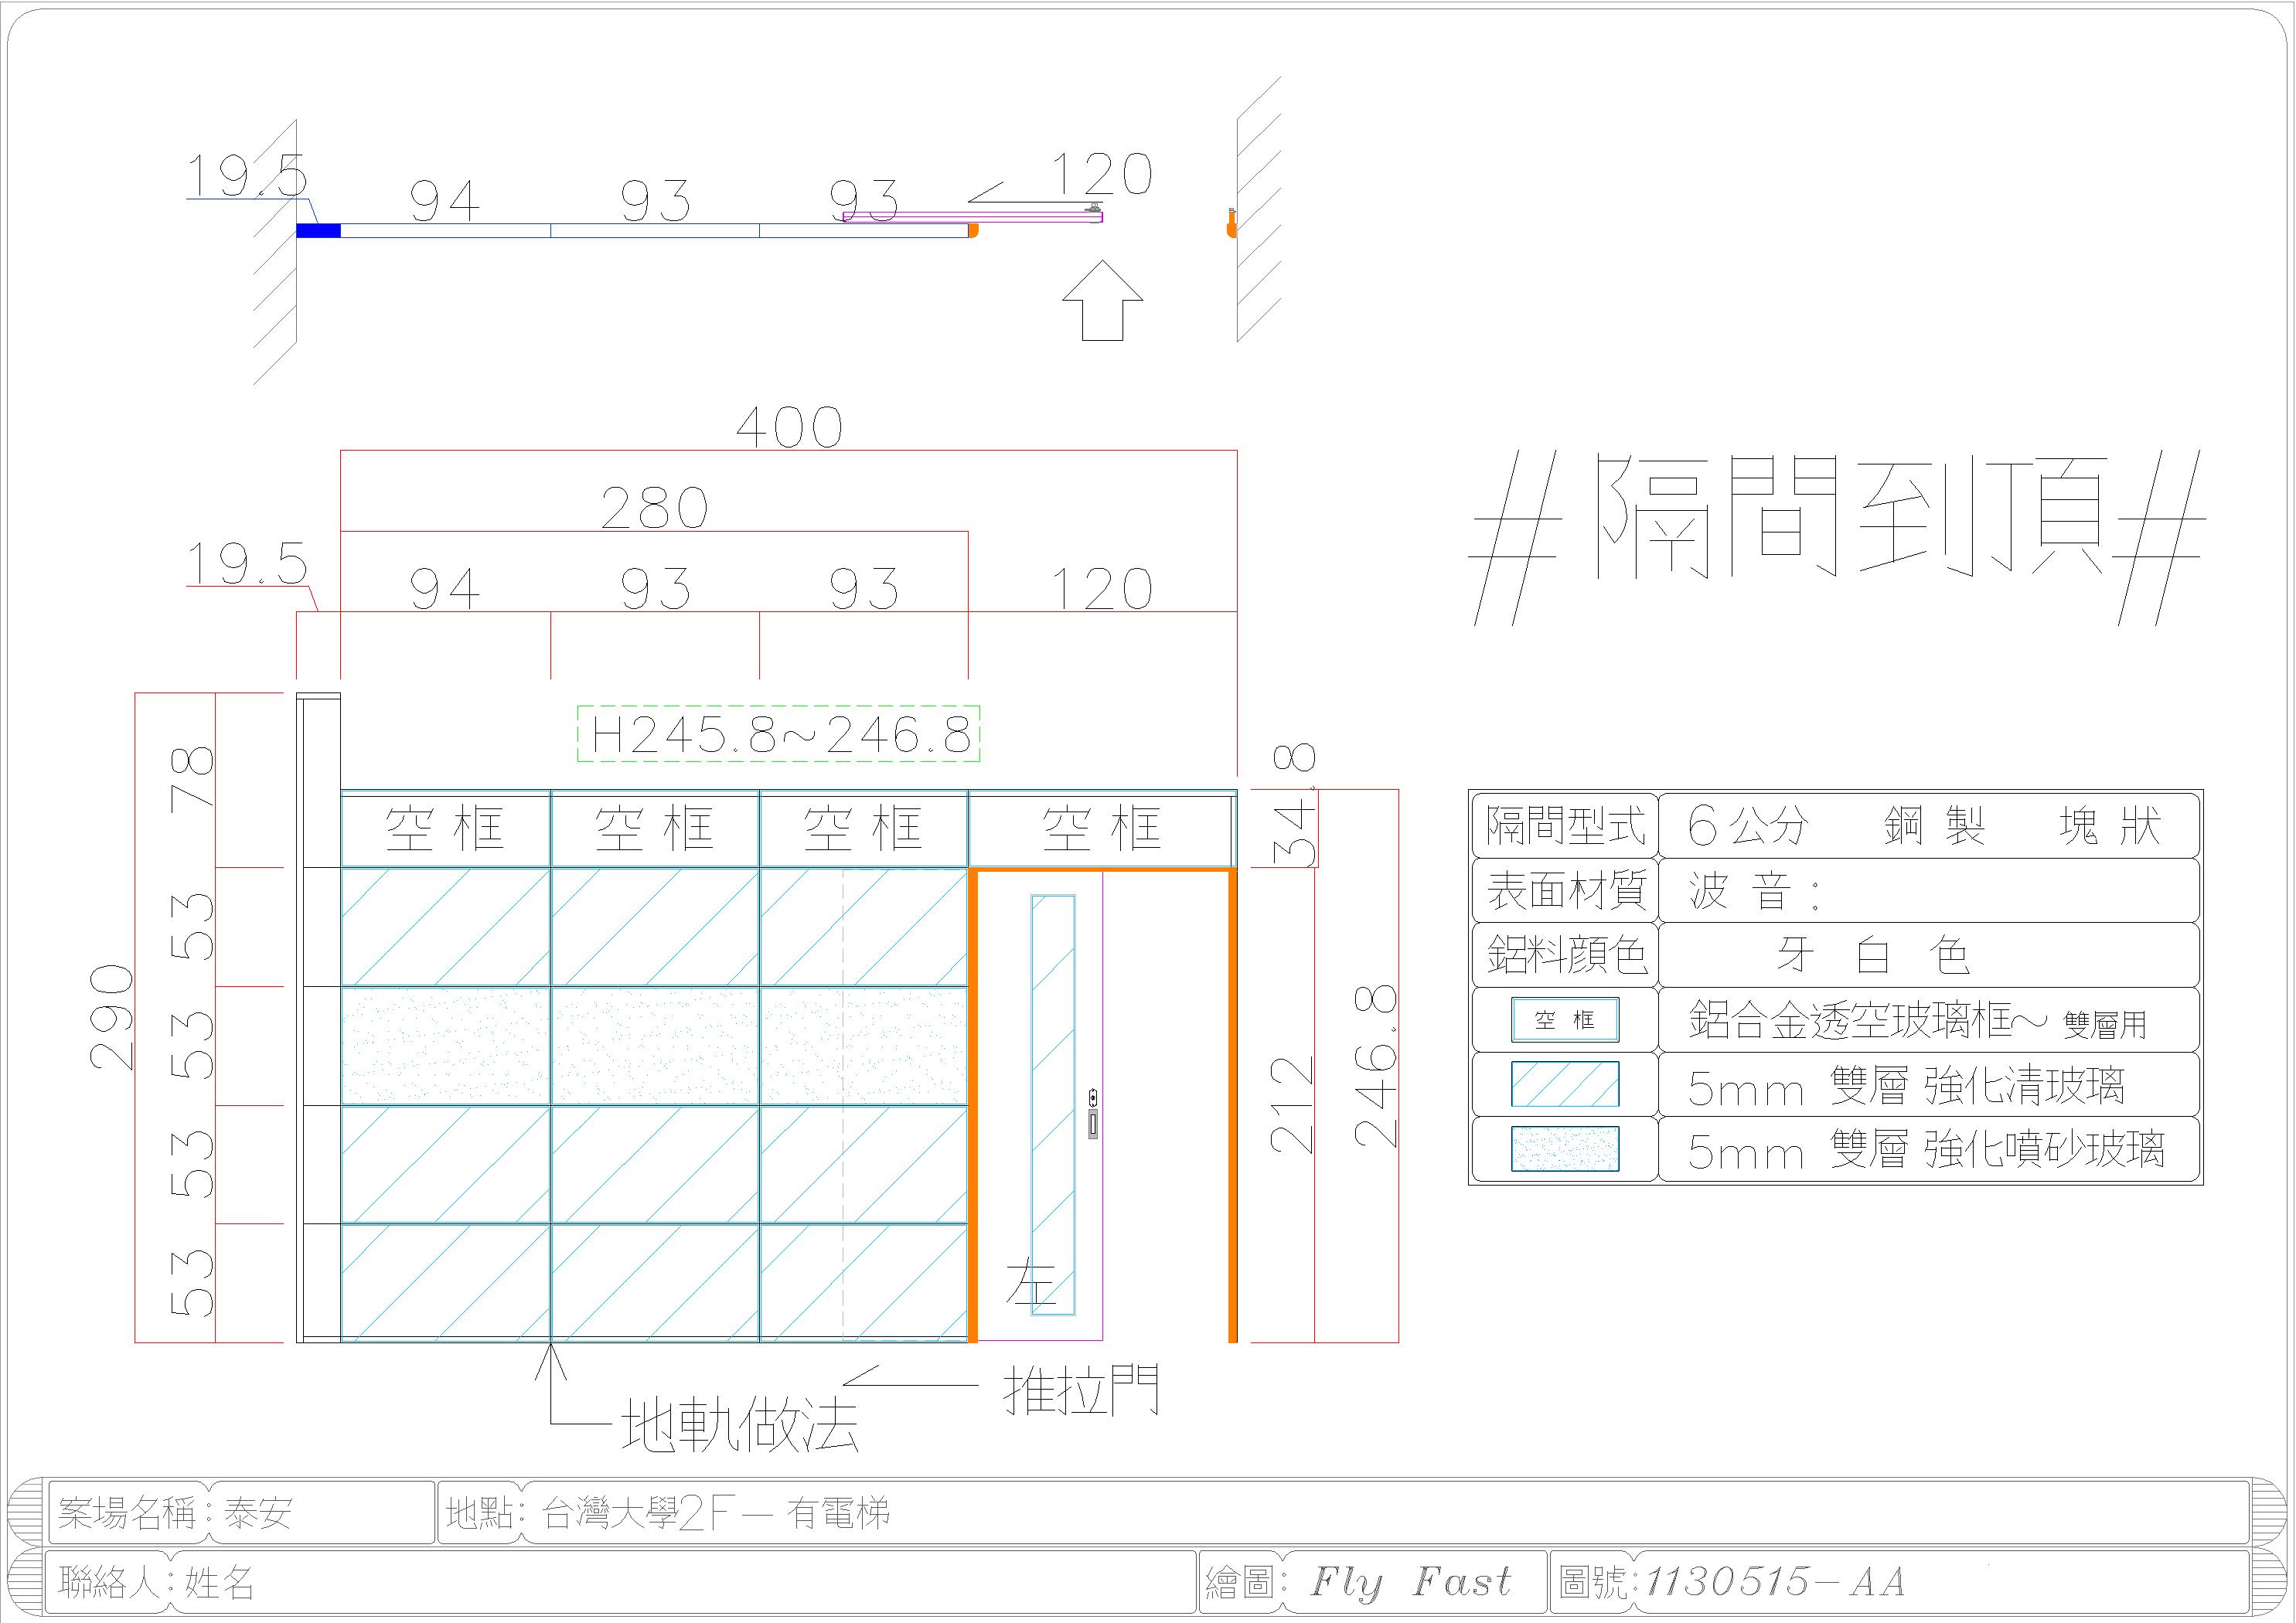 19.5
94
93
93
120
400
280
19.5
94
93
93
120
#隔間到頂#
H245.8~246.8
78
53
53
53
53
290
34.8
212
246.8
空框
空框
空框
空框
左
推拉門
地軌做法
隔間型式 6公分 鋼製 塊狀
表面材質 波音:
鋁料顏色 牙白色
空框 鋁合金透空玻璃框~雙層用
5mm 雙層 強化清玻璃
5mm 雙層 強化噴砂玻璃
案場名稱:泰安 地點:台灣大學2F—有電梯
聯絡人:姓名 繪圖: Fly Fast 圖號:1130515-AA